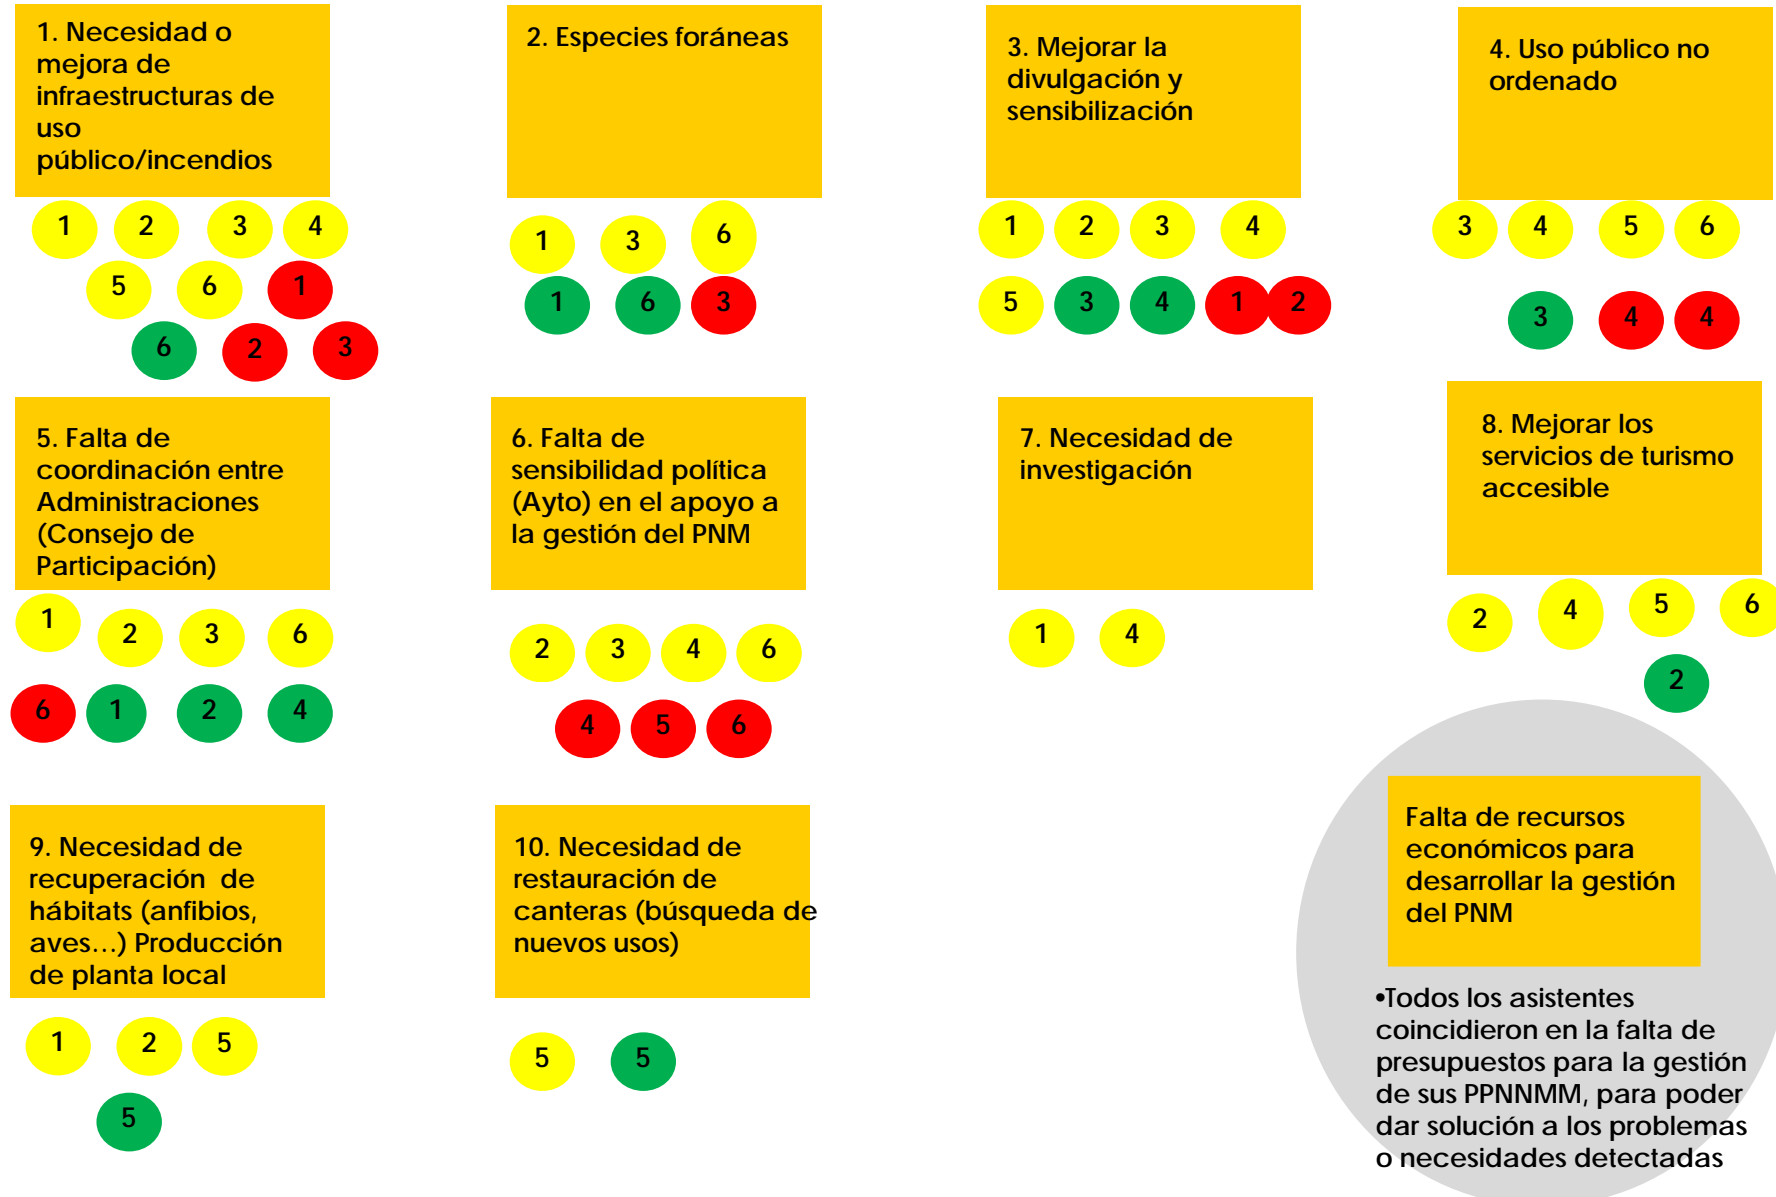 1. Necesidad o
mejora de
infraestructuras de
uso
público/incendios
2. Especies foráneas
3. Mejorar la
divulgación y
sensibilización
4. Uso público no
ordenado
1 2 3 4
5 6 1
6 2 3
1 3 6
1 6 3
1 2 3 4
5 3 4 1 2
3 4 5 6
3 4 4
5. Falta de
coordinación entre
Administraciones
(Consejo de
Participación)
6. Falta de
sensibilidad política
(Ayto) en el apoyo a
la gestión del PNM
7. Necesidad de
investigación
8. Mejorar los
servicios de turismo
accesible
1 2 3 6
6 1 2 4
2 3 4 6
4 5 6
1 4
2 4 5 6
2
9. Necesidad de
recuperación de
hábitats (anfibios,
aves...) Producción
de planta local
10. Necesidad de
restauración de
canteras (búsqueda de
nuevos usos)
1 2 5
5
5 5
Falta de recursos
económicos para
desarrollar la gestión
del PNM
•Todos los asistentes
coincidieron en la falta de
presupuestos para la gestión
de sus PPNNMM, para poder
dar solución a los problemas
o necesidades detectadas